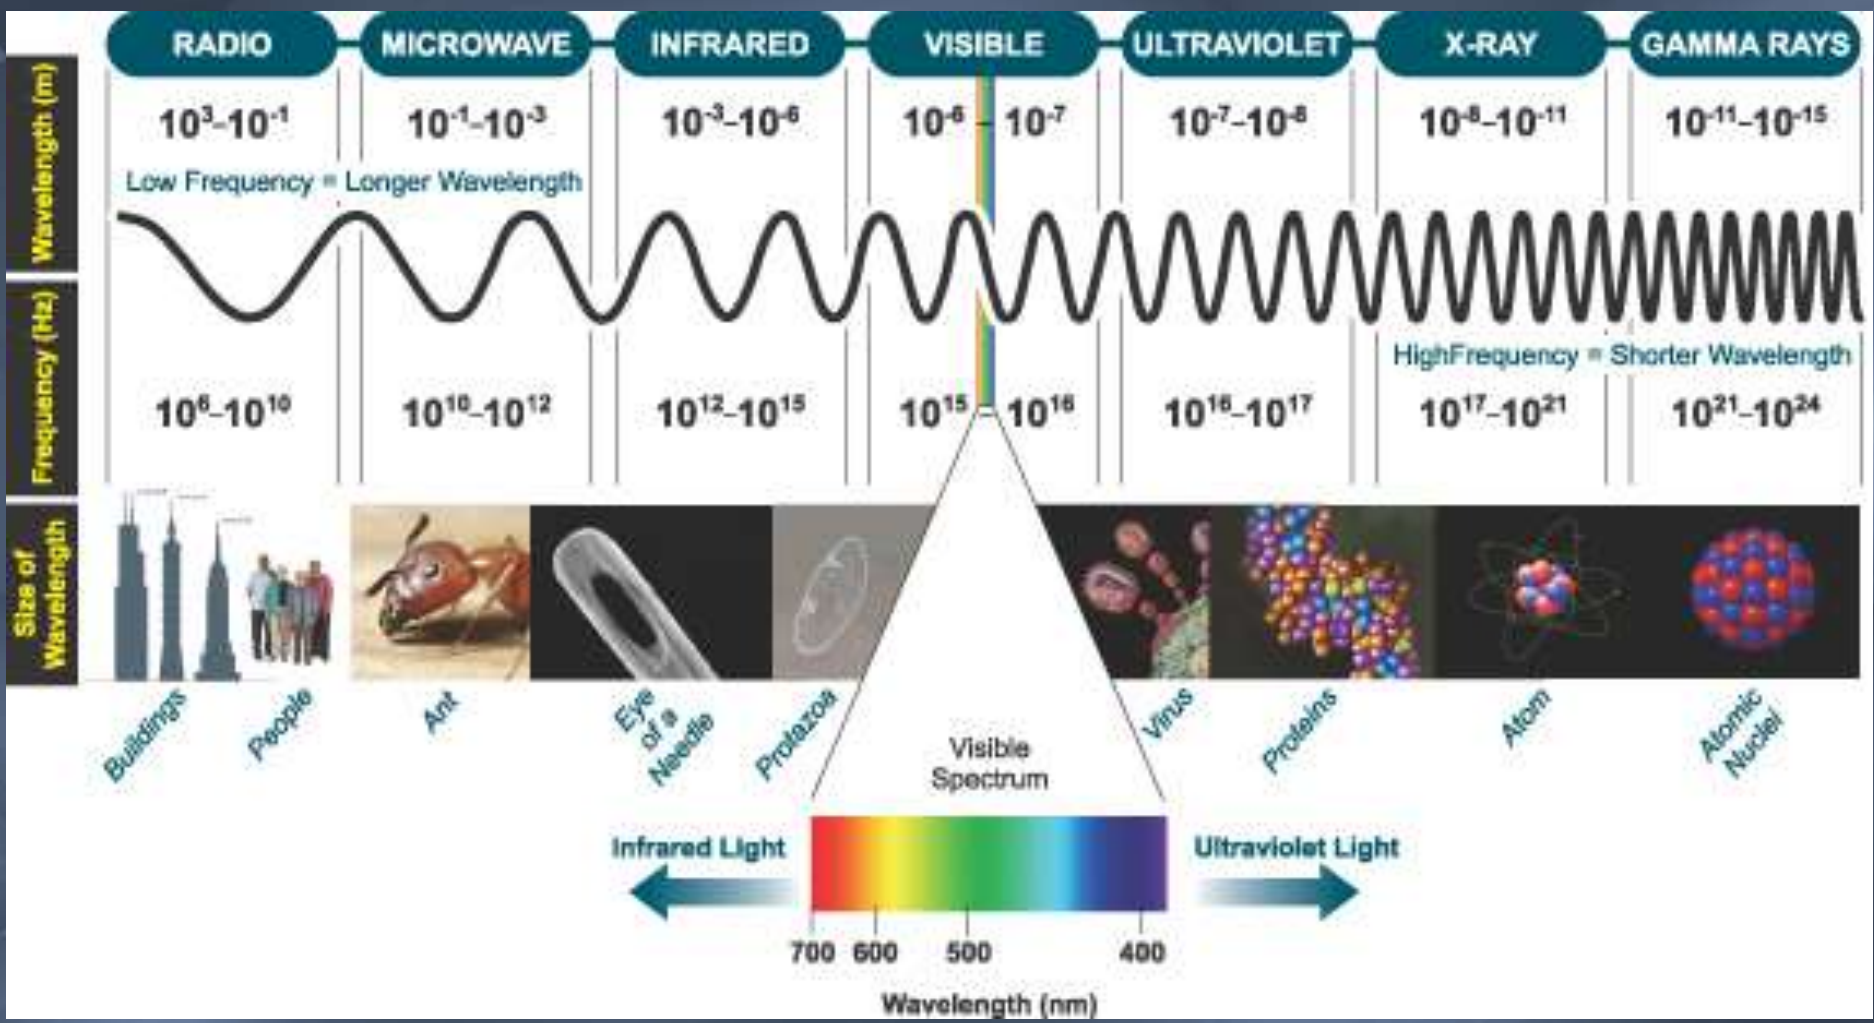 RADIO MICROWAVE INFRARED VISIBLE ULTRAVIOLET X-RAY GAMMA RAYS
Wavelength (m)
10³–10⁻¹ 10⁻¹–10⁻³ 10⁻³–10⁻⁶ 10⁻⁶ – 10⁻⁷ 10⁻⁷–10⁻⁸ 10⁻⁸–10⁻¹¹ 10⁻¹¹–10⁻¹⁵
Low Frequency = Longer Wavelength
HighFrequency = Shorter Wavelength
Frequency (Hz)
10⁶–10¹⁰ 10¹⁰–10¹² 10¹²–10¹⁵ 10¹⁵ – 10¹⁶ 10¹⁶–10¹⁷ 10¹⁷–10²¹ 10²¹–10²⁴
Size of
Wavelength
Buildings
People
Ant
Eye
of a
Needle
Protazoa
Virus
Proteins
Atom
Atomic
Nuclei
Visible
Spectrum
Infrared Light
Ultraviolet Light
700 600 500 400
Wavelength (nm)